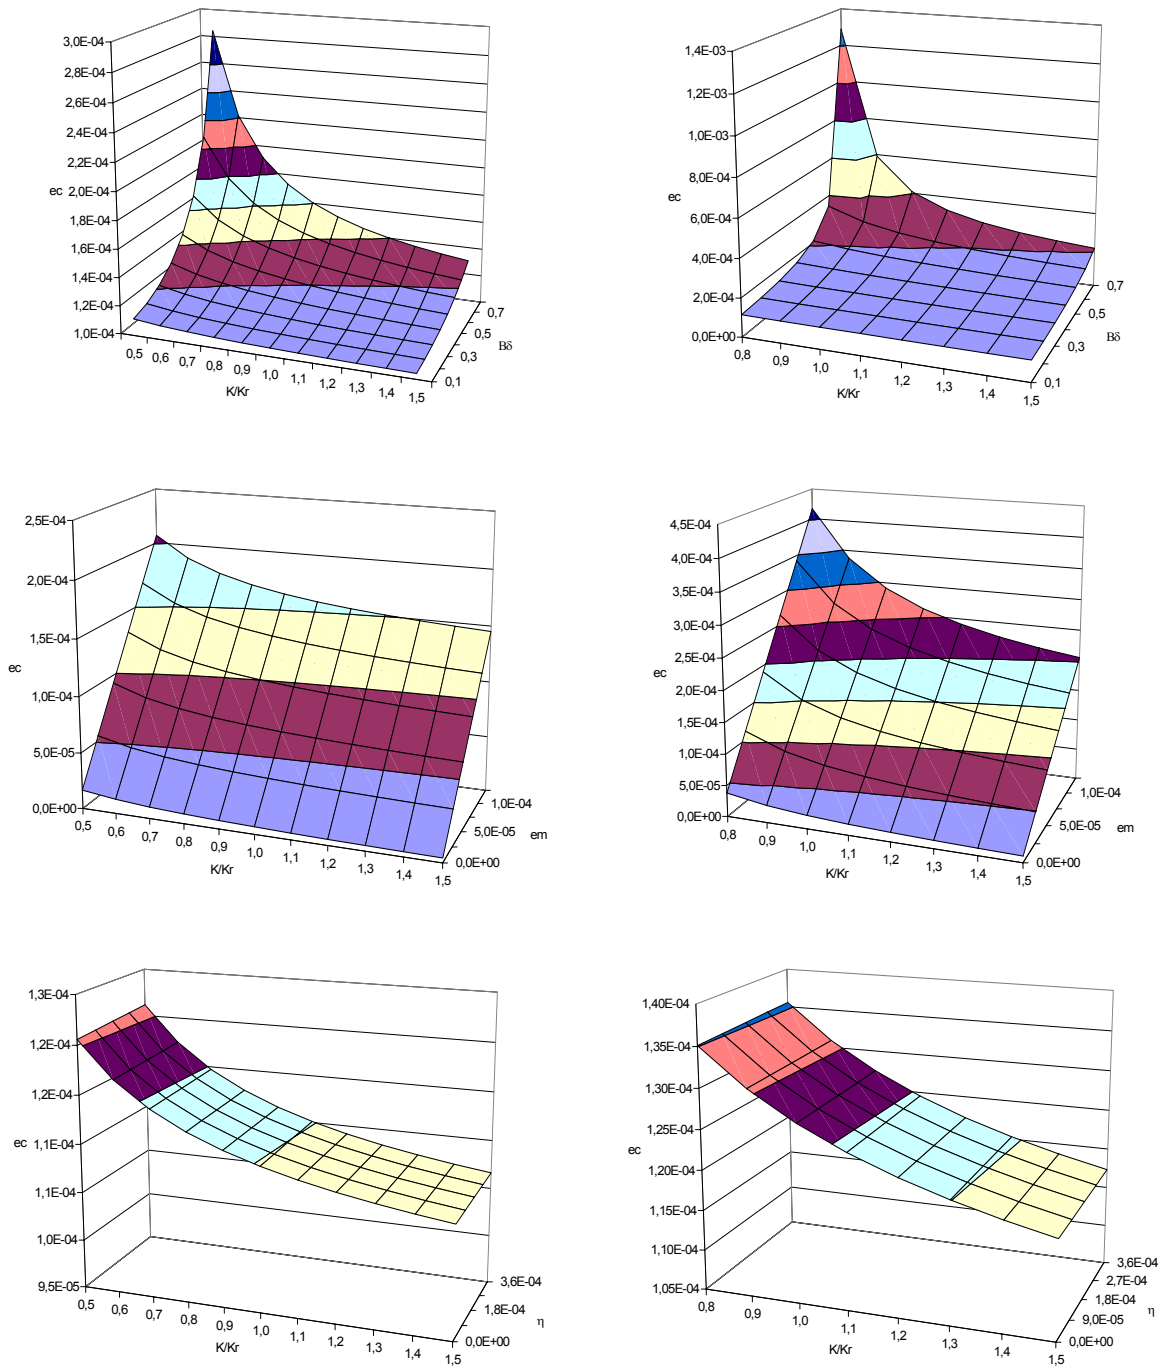 3,0E-04
2,8E-04
2,6E-04
2,4E-04
2,2E-04
ec
2,0E-04
1,8E-04
1,6E-04
1,4E-04
1,2E-04
1,0E-04
0,5
0,6
0,7
0,8
0,9
1,0
1,1
1,2
1,3
1,4
1,5
K/Kr
0,7
0,5
0,3
0,1
Bδ
1,4E-03
1,2E-03
1,0E-03
8,0E-04
ec
6,0E-04
4,0E-04
2,0E-04
0,0E+00
0,8
0,9
1,0
1,1
1,2
1,3
1,4
1,5
K/Kr
0,7
0,5
0,3
0,1
Bδ
2,5E-04
2,0E-04
1,5E-04
ec
1,0E-04
5,0E-05
0,0E+00
0,5
0,6
0,7
0,8
0,9
1,0
1,1
1,2
1,3
1,4
1,5
K/Kr
1,0E-04
5,0E-05
0,0E+00
em
4,5E-04
4,0E-04
3,5E-04
3,0E-04
2,5E-04
ec
2,0E-04
1,5E-04
1,0E-04
5,0E-05
0,0E+00
0,8
0,9
1,0
1,1
1,2
1,3
1,4
1,5
K/Kr
1,0E-04
5,0E-05
0,0E+00
em
1,3E-04
1,2E-04
1,2E-04
ec
1,1E-04
1,1E-04
1,0E-04
9,5E-05
0,5
0,6
0,7
0,8
0,9
1,0
1,1
1,2
1,3
1,4
1,5
K/Kr
3,6E-04
1,8E-04
0,0E+00
η
1,40E-04
1,35E-04
1,30E-04
1,25E-04
ec
1,20E-04
1,15E-04
1,10E-04
1,05E-04
0,8
0,9
1,0
1,1
1,2
1,3
1,4
1,5
K/Kr
3,6E-04
2,7E-04
1,8E-04
9,0E-05
0,0E+00
η